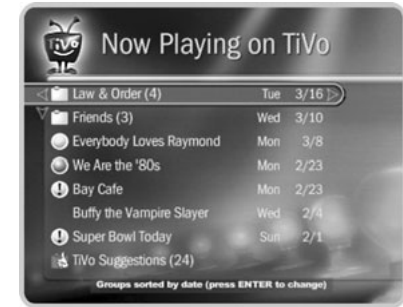 TiVo
Now Playing on TiVo
Law & Order (4) Tue 3/16
Friends (3) Wed 3/10
Everybody Loves Raymond Mon 3/8
We Are the '80s Mon 2/23
Bay Cafe Mon 2/23
Buffy the Vampire Slayer Wed 2/4
Super Bowl Today Sun 2/1
TiVo Suggestions (24)
Groups sorted by date (press ENTER to change)